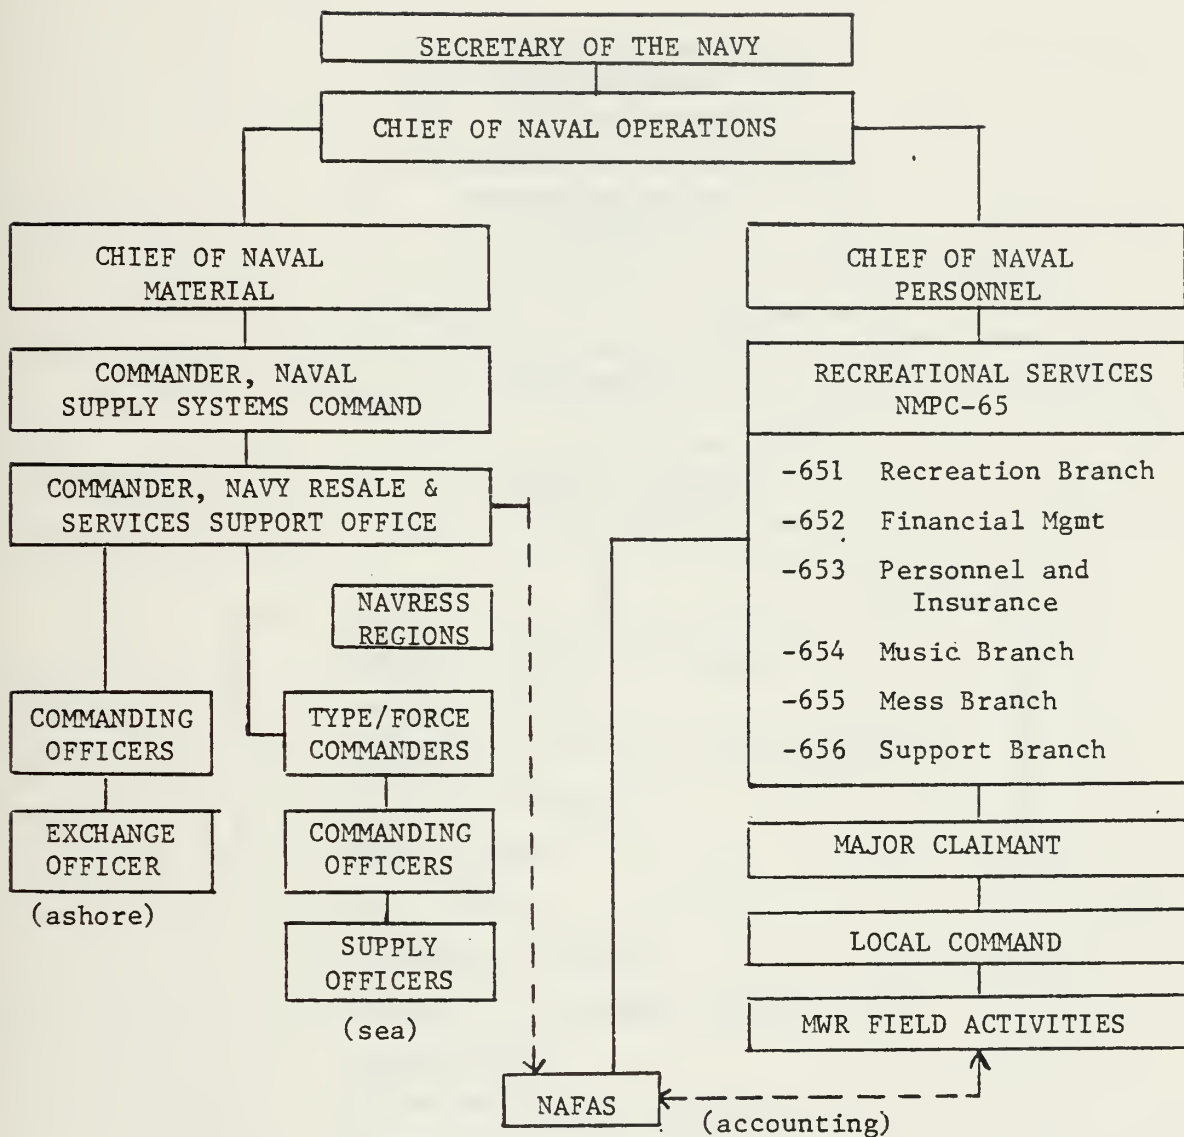 SECRETARY OF THE NAVY
CHIEF OF NAVAL OPERATIONS
CHIEF OF NAVAL
MATERIAL
COMMANDER, NAVAL
SUPPLY SYSTEMS COMMAND
COMMANDER, NAVY RESALE &
SERVICES SUPPORT OFFICE
NAVRESS
REGIONS
COMMANDING
OFFICERS
EXCHANGE
OFFICER
(ashore)
TYPE/FORCE
COMMANDERS
COMMANDING
OFFICERS
SUPPLY
OFFICERS
(sea)
CHIEF OF NAVAL
PERSONNEL
RECREATIONAL SERVICES
NMPC-65
-651 Recreation Branch
-652 Financial Mgmt
-653 Personnel and
Insurance
-654 Music Branch
-655 Mess Branch
-656 Support Branch
MAJOR CLAIMANT
LOCAL COMMAND
MWR FIELD ACTIVITIES
NAFAS
(accounting)